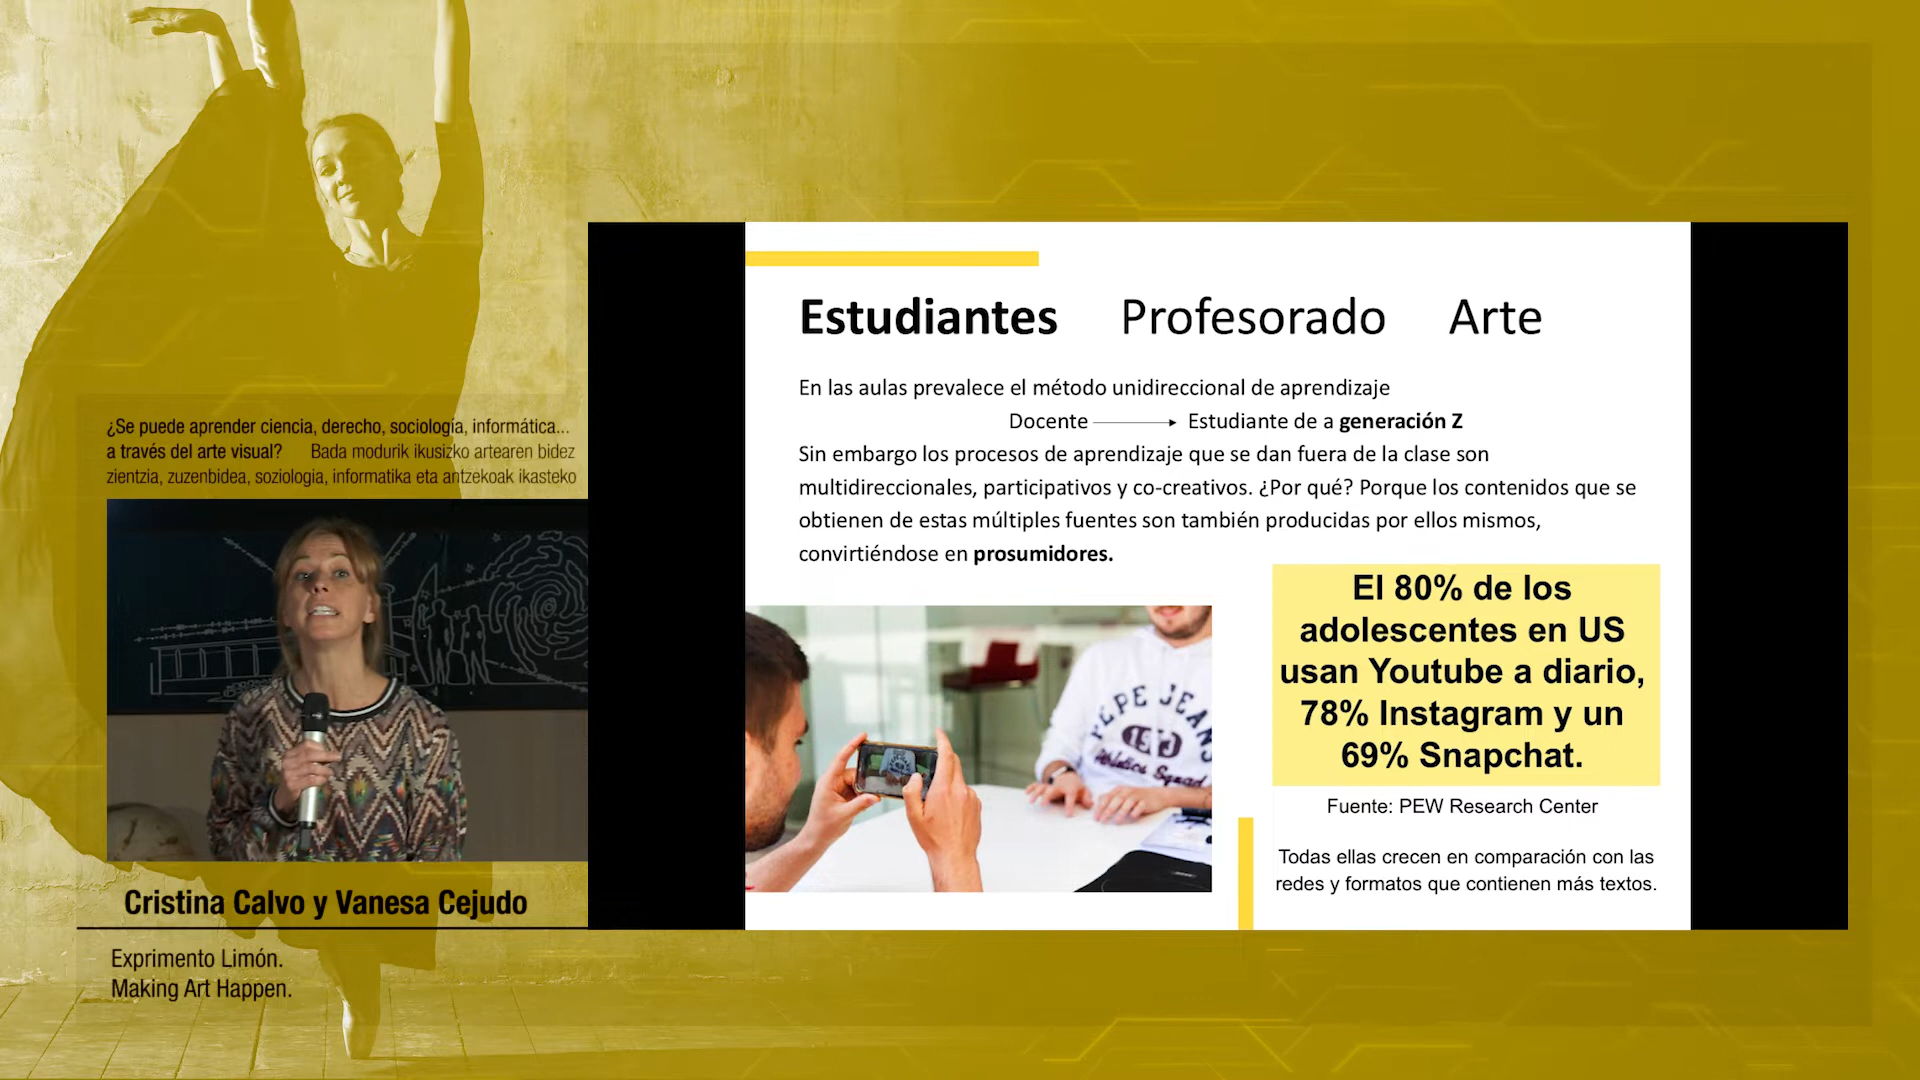 ¿Se puede aprender ciencia, derecho, sociología, informática...
a través del arte visual? Bada modurik ikusizko artearen bidez
zientzia, zuzenbidea, soziologia, informatika eta antzekoak ikasteko
Cristina Calvo y Vanesa Cejudo
Exprimento Limón.
Making Art Happen.
Estudiantes Profesorado Arte
En las aulas prevalece el método unidireccional de aprendizaje
Docente Estudiante de a generación Z
Sin embargo los procesos de aprendizaje que se dan fuera de la clase son
multidireccionales, participativos y co-creativos. ¿Por qué? Porque los contenidos que se
obtienen de estas múltiples fuentes son también producidas por ellos mismos,
convirtiéndose en prosumidores.
PEPE JEANS
Athletics Squad
El 80% de los
adolescentes en US
usan Youtube a diario,
78% Instagram y un
69% Snapchat.
Fuente: PEW Research Center
Todas ellas crecen en comparación con las
redes y formatos que contienen más textos.